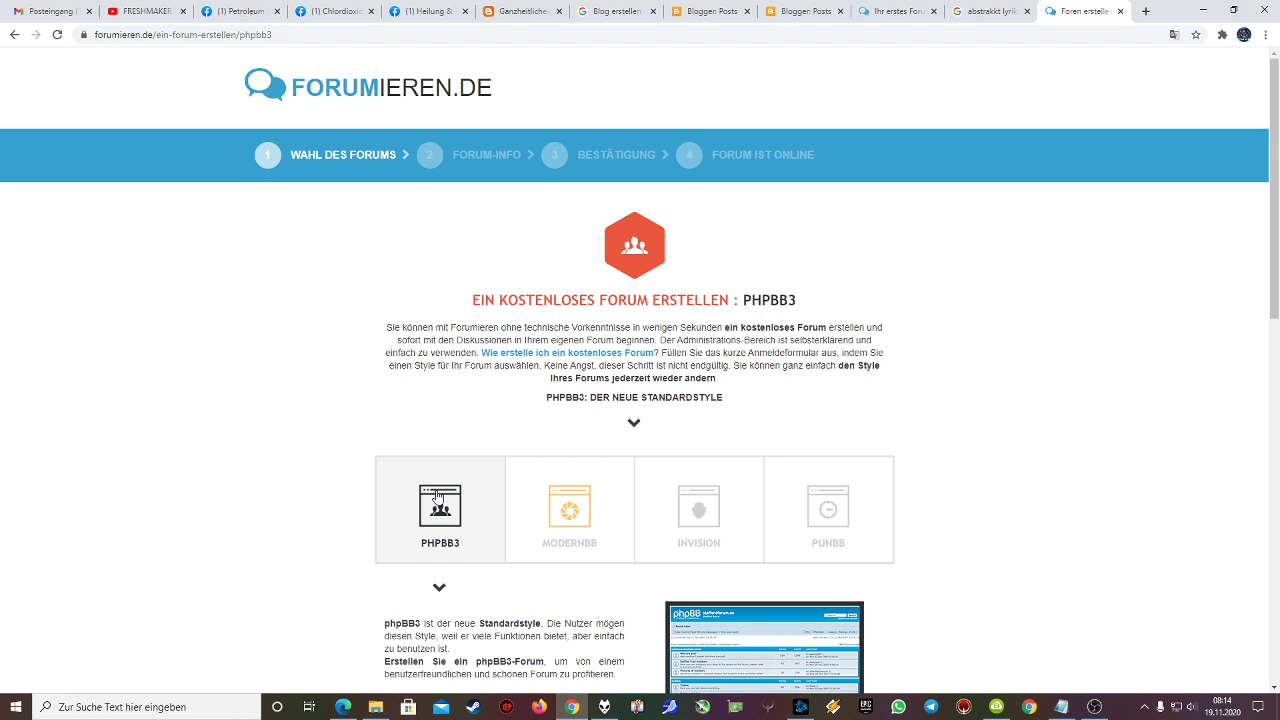 Posteingang (
FRESHMAKER
(1) Petroleum
(1) Chlordioxi
(1) Heilung &
Ganzheitliche
Blog erstellen
Blogger Posts
Blogger: Posts
Ihr erstes Foru
abstrakte lyrik
Foren erstellen
forumieren.de/ein-forum-erstellen/phpbb3
FORUMIEREN.DE
1 WAHL DES FORUMS 2 FORUM-INFO 3 BESTÄTIGUNG 4 FORUM IST ONLINE
EIN KOSTENLOSES FORUM ERSTELLEN : PHPBB3
Sie können mit Forumieren ohne technische Vorkenntnisse in wenigen Sekunden ein kostenloses Forum erstellen und
sofort mit den Diskussionen in Ihrem eigenen Forum beginnen. Der Administrations-Bereich ist selbsterklärend und
einfach zu verwenden. Wie erstelle ich ein kostenloses Forum? Füllen Sie das kurze Anmeldeformular aus, indem Sie
einen Style für Ihr Forum auswählen. Keine Angst, dieser Schritt ist nicht endgültig. Sie können ganz einfach den Style
Ihres Forums jederzeit wieder ändern.
PHPBB3: DER NEUE STANDARDSTYLE
PHPBB3 MODERNBB INVISION PUNBB
phpBB3 der neue Standardstyle. Die User mögen
diesen Style, da er viele Funktionen bietet, aber einfach
zu benutzen ist.
Erstellen Sie ein phpBB3-Forum, um von einem
und schnellen Style zu profitieren.
phpBB
Zur Suche Text hier eingeben
08:14
19.11.2020